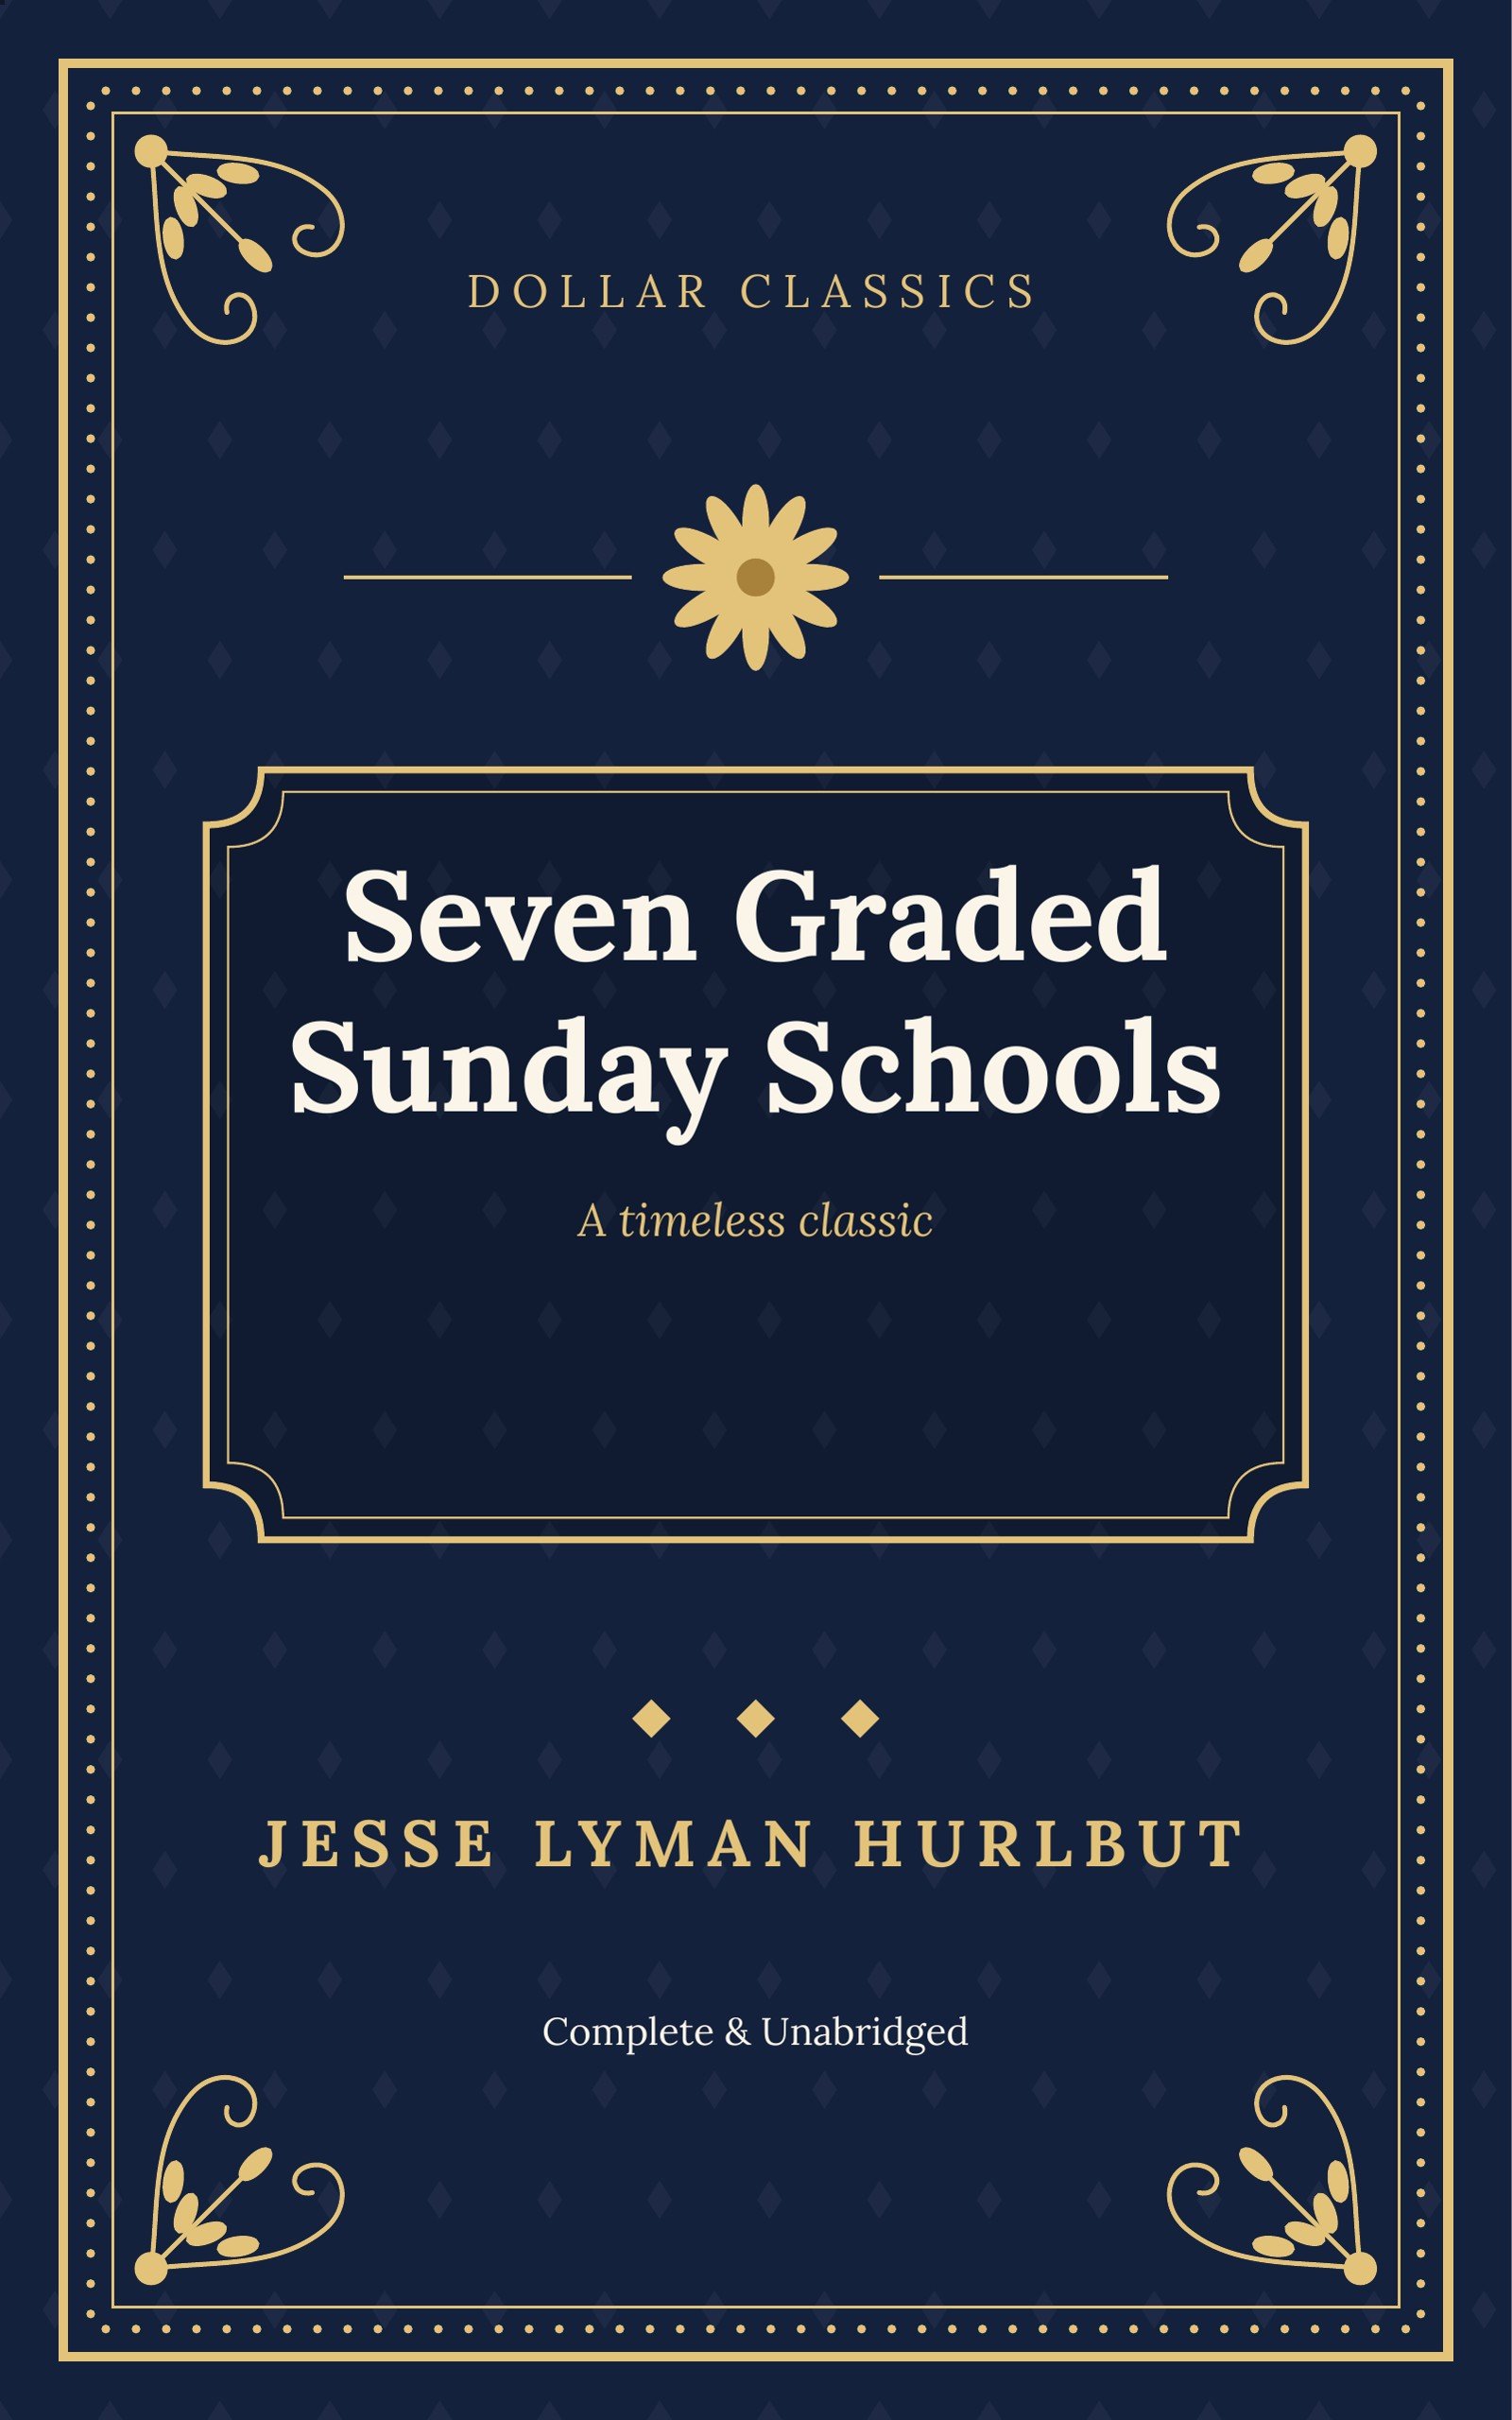 DOLLAR CLASSICS
Seven Graded
Sunday Schools
A timeless classic
JESSE LYMAN HURLBUT
Complete & Unabridged